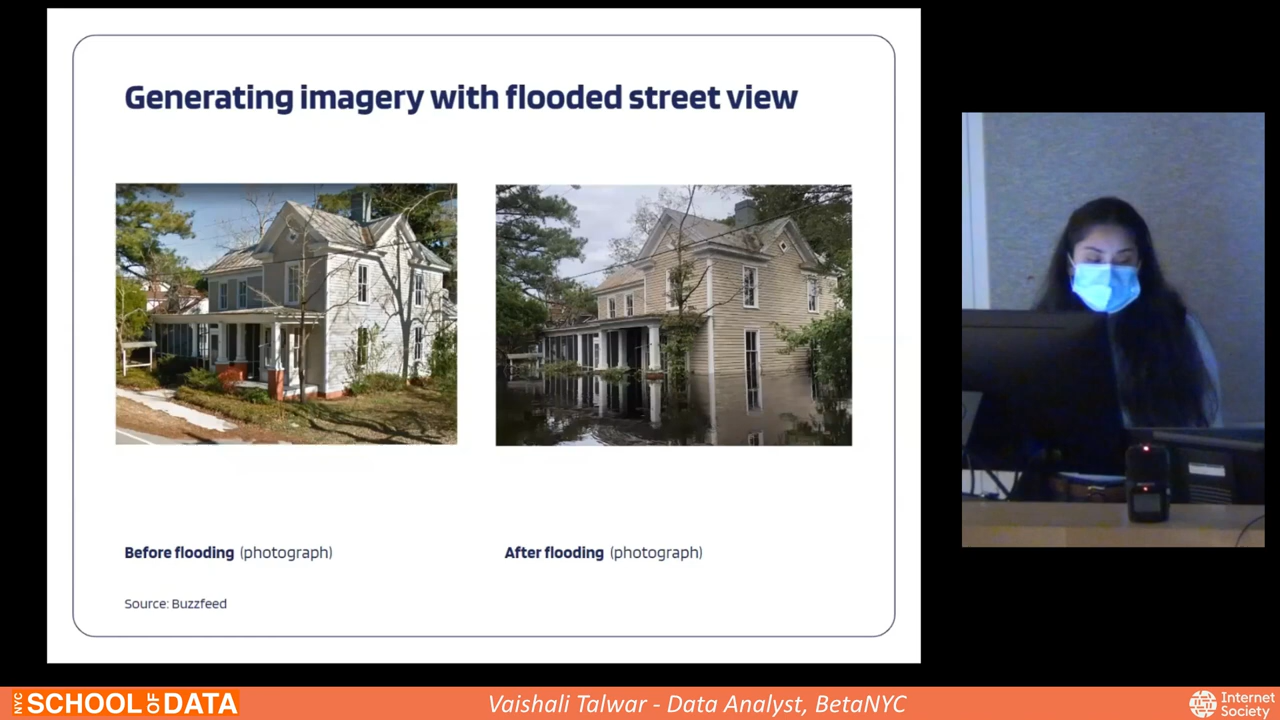 Generating imagery with flooded street view
Before flooding (photograph)
After flooding (photograph)
Source: Buzzfeed
NYC SCHOOL OF DATA
Vaishali Talwar - Data Analyst, BetaNYC
Internet
Society